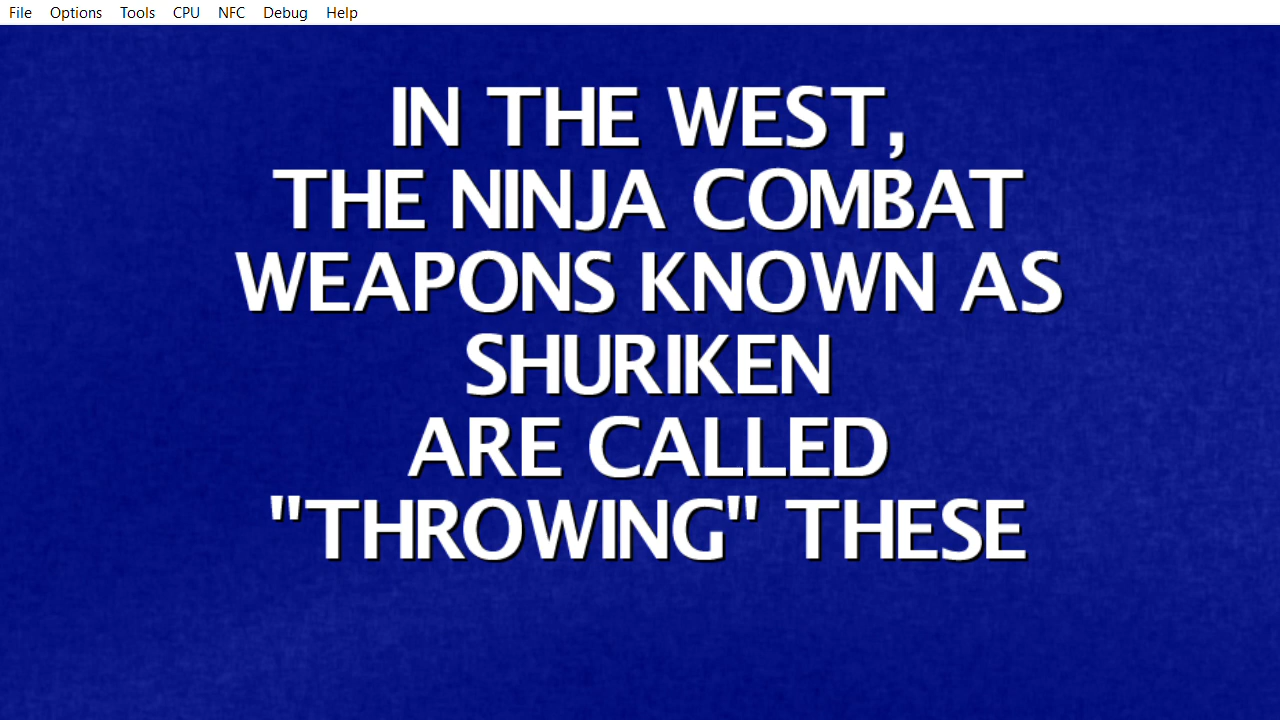 File Options Tools CPU NFC Debug Help
IN THE WEST,
THE NINJA COMBAT
WEAPONS KNOWN AS
SHURIKEN
ARE CALLED
"THROWING" THESE